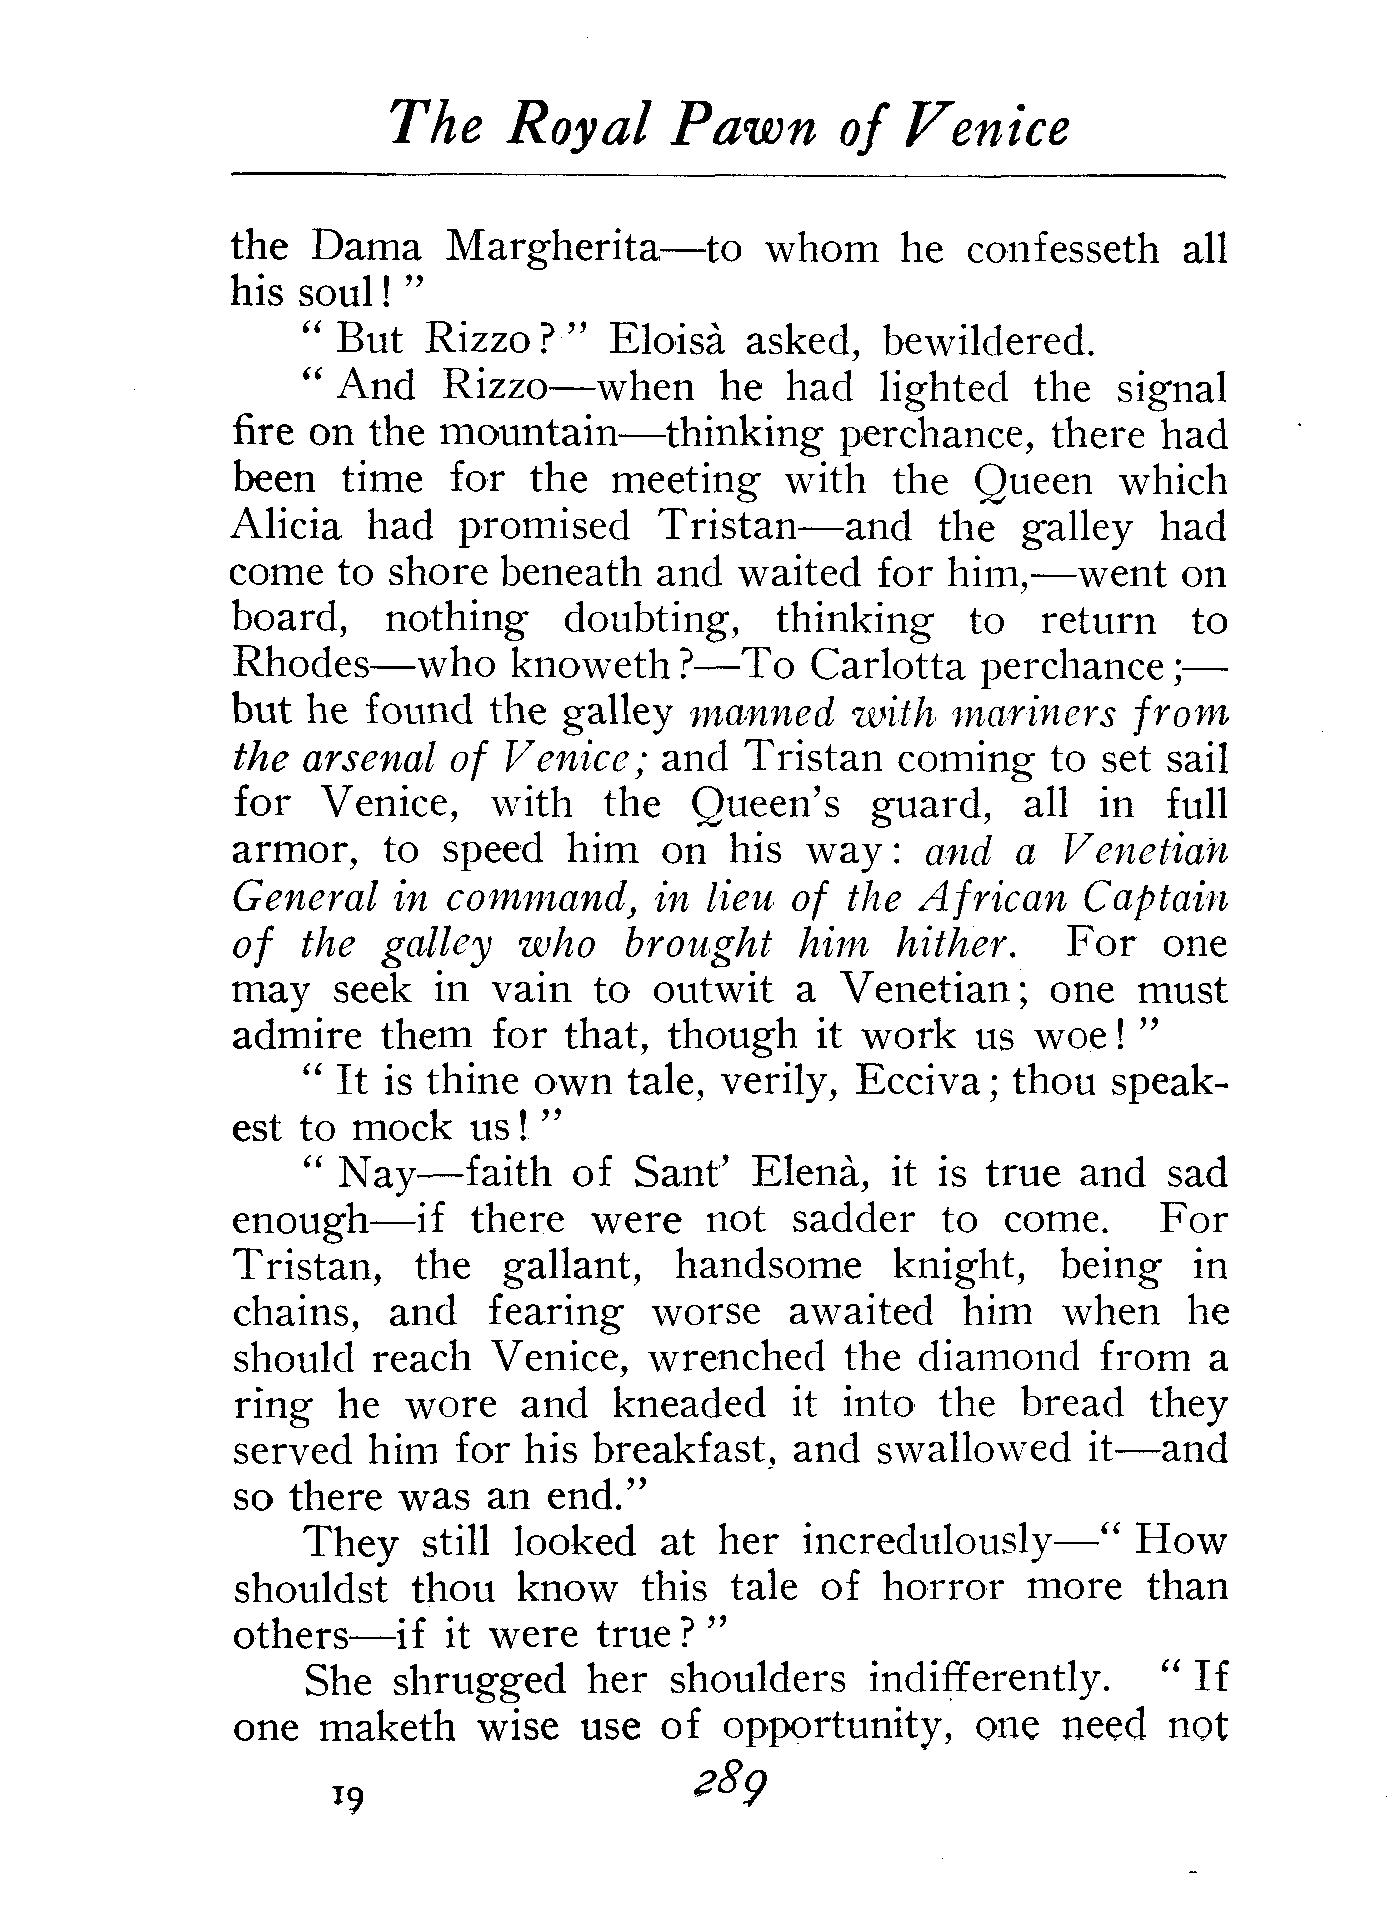 The Royal Pawn of Venice
the Dama Margherita—to whom he confesseth all
his soul! "
" But Rizzo? " Eloisà asked, bewildered.
" And Rizzo—when he had lighted the signal
fire on the mountain—thinking perchance, there had
been time for the meeting with the Queen which
Alicia had promised Tristan—and the galley had
come to shore beneath and waited for him,—went on
board, nothing doubting, thinking to return to
Rhodes—who knoweth?—To Carlotta perchance;—
but he found the galley manned with mariners from
the arsenal of Venice; and Tristan coming to set sail
for Venice, with the Queen's guard, all in full
armor, to speed him on his way: and a Venetian
General in command, in lieu of the African Captain
of the galley who brought him hither. For one
may seek in vain to outwit a Venetian; one must
admire them for that, though it work us woe! "
" It is thine own tale, verily, Ecciva; thou speak-
est to mock us! "
" Nay—faith of Sant' Elenà, it is true and sad
enough—if there were not sadder to come. For
Tristan, the gallant, handsome knight, being in
chains, and fearing worse awaited him when he
should reach Venice, wrenched the diamond from a
ring he wore and kneaded it into the bread they
served him for his breakfast, and swallowed it—and
so there was an end."
They still looked at her incredulously—" How
shouldst thou know this tale of horror more than
others—if it were true? "
She shrugged her shoulders indifferently. " If
one maketh wise use of opportunity, one need not
19 289